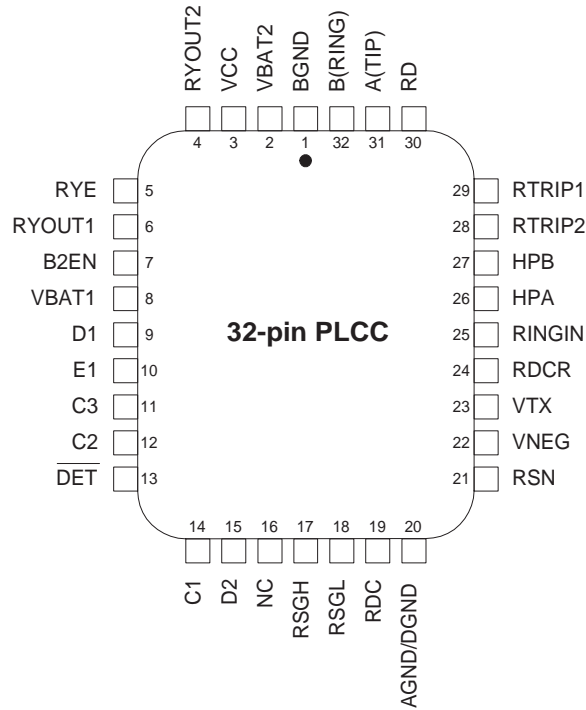 RYOUT2 VCC VBAT2 BGND B(RING) A(TIP) RD
4 3 2 1 32 31 30
RYE 5 29 RTRIP1
RYOUT1 6 28 RTRIP2
B2EN 7 27 HPB
VBAT1 8 26 HPA
D1 9 32-pin PLCC 25 RINGIN
E1 10 24 RDCR
C3 11 23 VTX
C2 12 22 VNEG
DET 13 21 RSN
14 15 16 17 18 19 20
C1 D2 NC RSGH RSGL RDC AGND/DGND